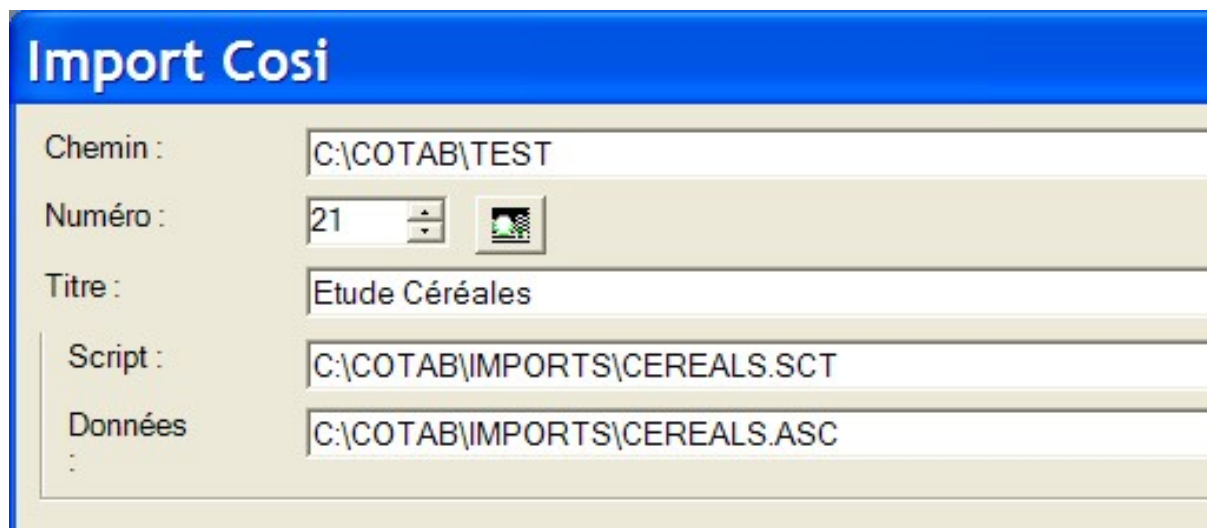 Import Cosi
Chemin : C:\COTAB\TEST
Numéro : 21
Titre : Etude Céréales
Script : C:\COTAB\IMPORTS\CEREALS.SCT
Données : C:\COTAB\IMPORTS\CEREALS.ASC